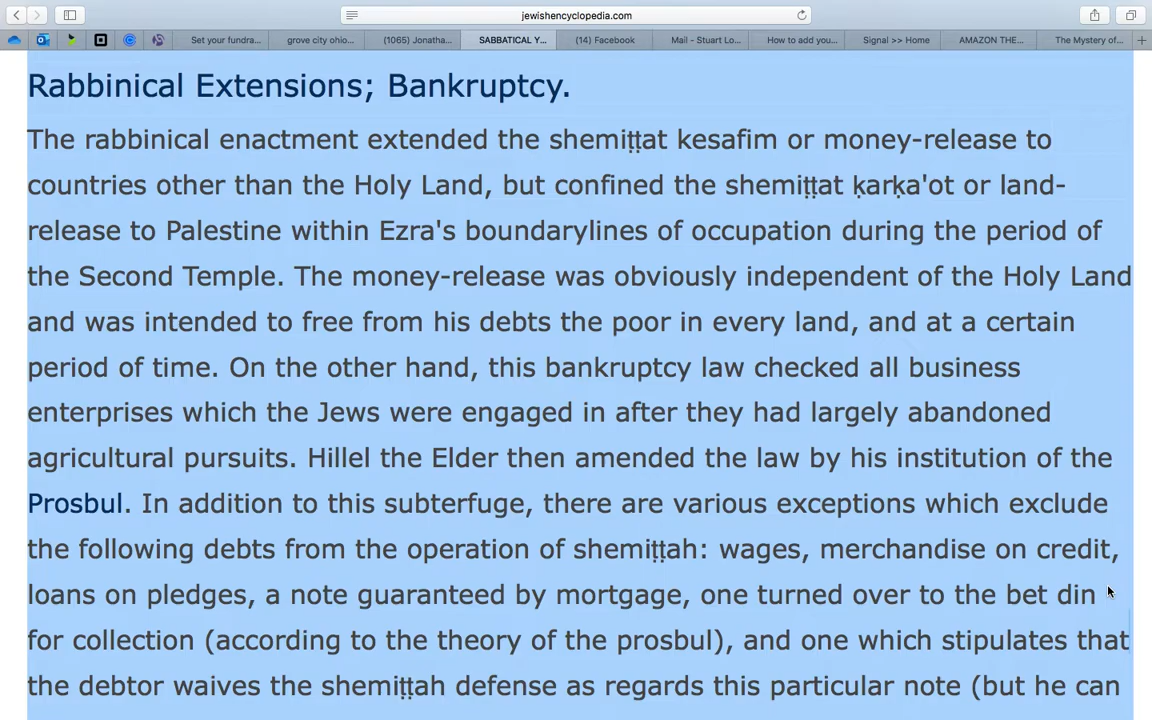 jewishencyclopedia.com
Set your fundra...
grove city ohio...
(1065) Jonatha...
SABBATICAL Y...
(14) Facebook
Mail - Stuart Lo...
How to add you...
Signal >> Home
AMAZON THE...
The Mystery of...
Rabbinical Extensions; Bankruptcy.
The rabbinical enactment extended the shemiṭṭat kesafim or money-release to
countries other than the Holy Land, but confined the shemiṭṭat ḳarḳa'ot or land-
release to Palestine within Ezra's boundarylines of occupation during the period of
the Second Temple. The money-release was obviously independent of the Holy Land
and was intended to free from his debts the poor in every land, and at a certain
period of time. On the other hand, this bankruptcy law checked all business
enterprises which the Jews were engaged in after they had largely abandoned
agricultural pursuits. Hillel the Elder then amended the law by his institution of the
Prosbul. In addition to this subterfuge, there are various exceptions which exclude
the following debts from the operation of shemiṭṭah: wages, merchandise on credit,
loans on pledges, a note guaranteed by mortgage, one turned over to the bet din
for collection (according to the theory of the prosbul), and one which stipulates that
the debtor waives the shemiṭṭah defense as regards this particular note (but he can